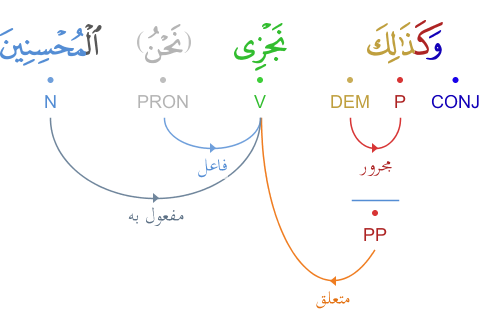 وَكَذَٰلِكَ نَجْزِى (نَحْنُ) ٱلْمُحْسِنِينَ
CONJ P DEM V PRON N
فاعل
مجرور
مفعول به
PP
متعلق